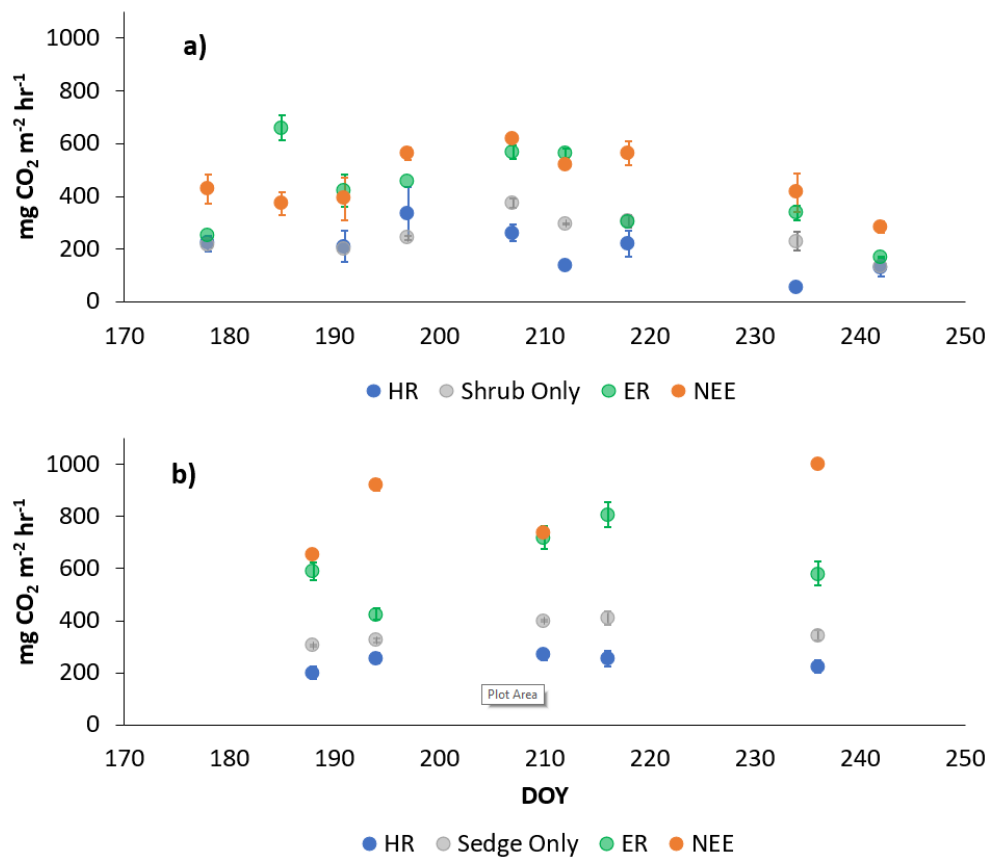 a)
mg CO₂ m⁻² hr⁻¹
1000
800
600
400
200
0
170 180 190 200 210 220 230 240 250
HR Shrub Only ER NEE
b)
mg CO₂ m⁻² hr⁻¹
1000
800
600
400
200
0
Plot Area
170 180 190 200 210 220 230 240 250
DOY
HR Sedge Only ER NEE